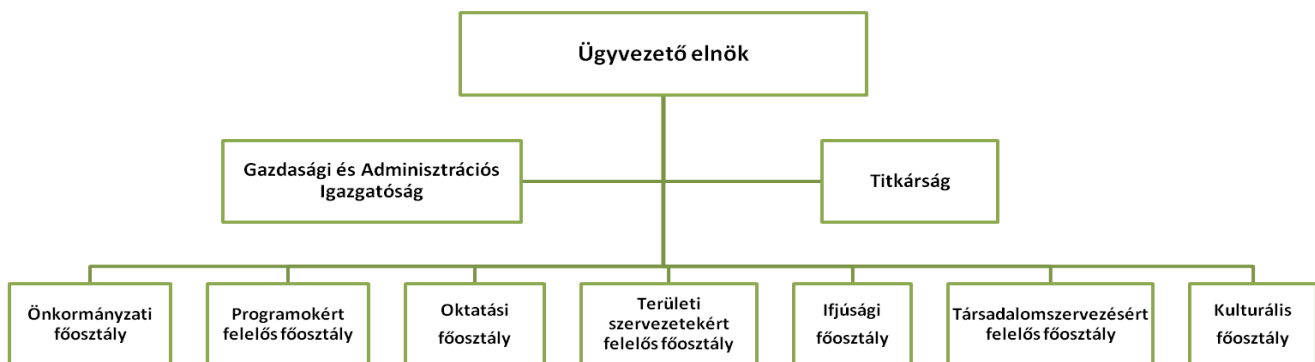 Ügyvezető elnök
Gazdasági és Adminisztrációs
Igazgatóság
Titkárság
Önkormányzati
főosztály
Programokért
felelős főosztály
Oktatási
főosztály
Területi
szervezetekért
felelős főosztály
Ifjúsági
főosztály
Társadalomszervezésért
felelős főosztály
Kulturális
főosztály